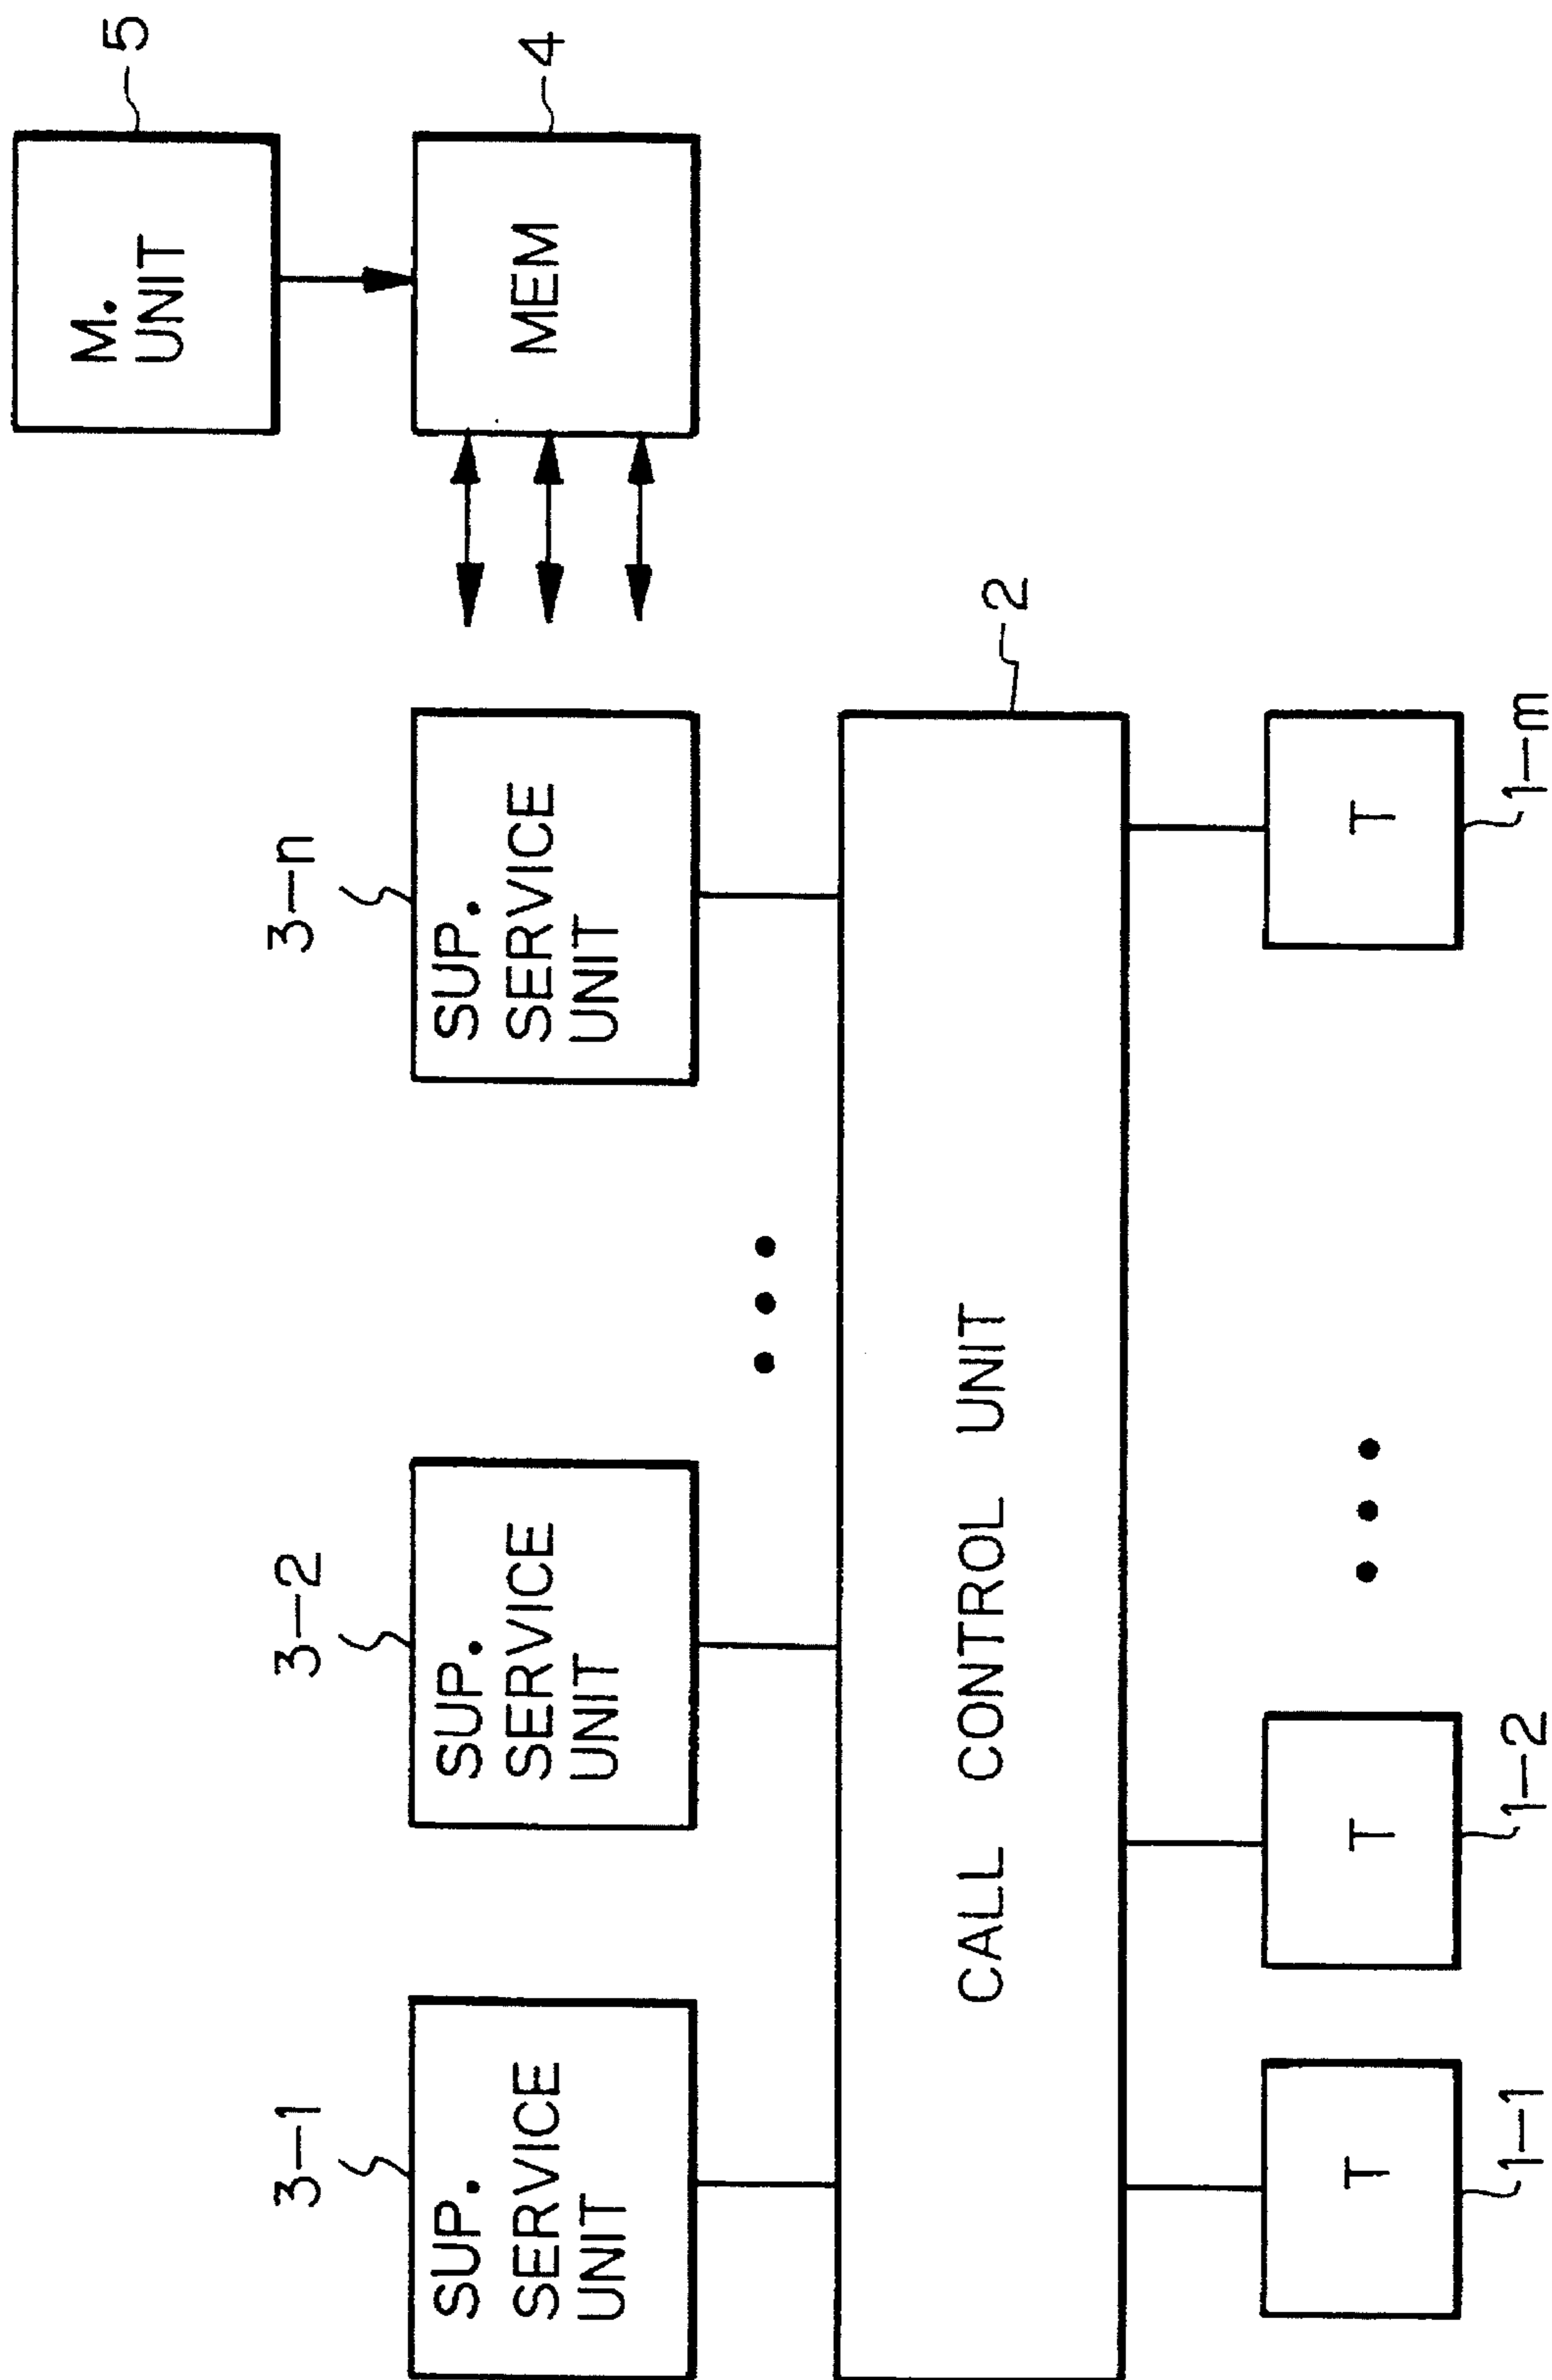 M.
UNIT
5
3-1
SUP.
SERVICE
UNIT
3-2
SUP.
SERVICE
UNIT
3-n
SUP.
SERVICE
UNIT
MEM
4
CALL CONTROL UNIT
2
T
1-1
T
1-2
T
1-m